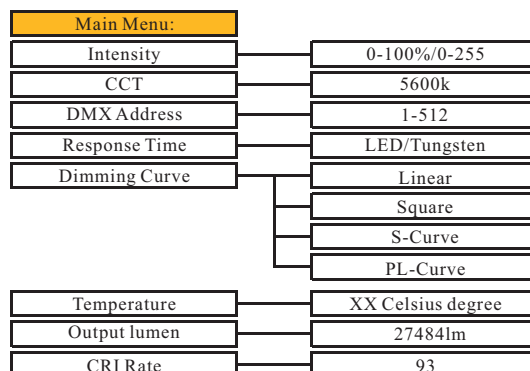 Main Menu:
Intensity 0-100%/0-255
CCT 5600k
DMX Address 1-512
Response Time LED/Tungsten
Dimming Curve Linear
Square
S-Curve
PL-Curve
Temperature XX Celsius degree
Output lumen 27484lm
CRI Rate 93